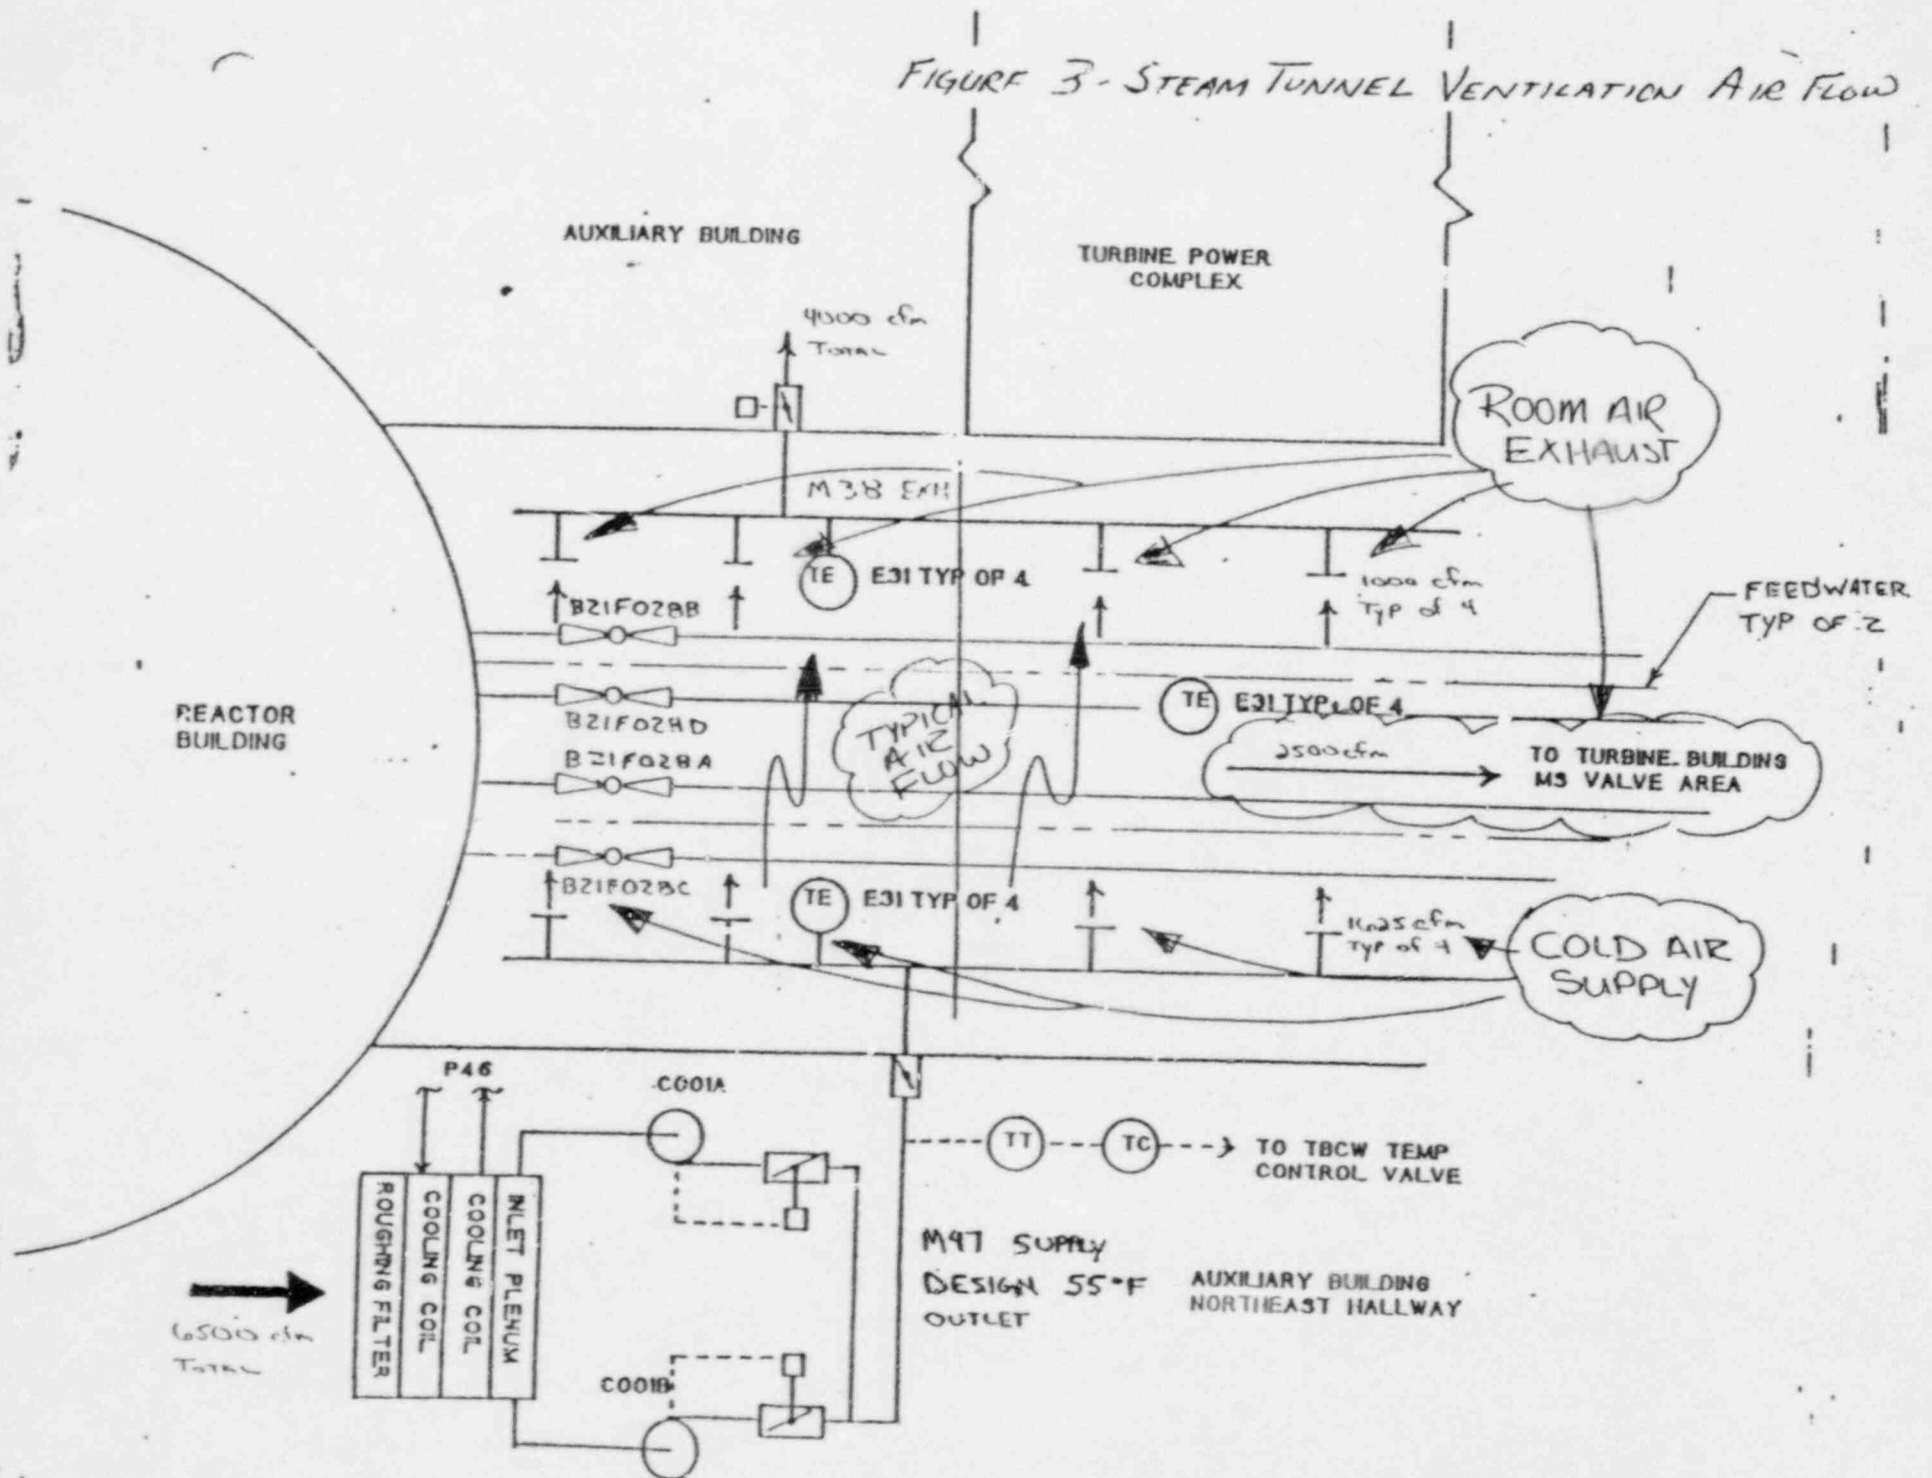 FIGURE 3 - STEAM TUNNEL VENTILATION AIR FLOW
AUXILIARY BUILDING
TURBINE POWER
COMPLEX
4000 cfm
TOTAL
ROOM AIR
EXHAUST
M38 EXH
TE
E31 TYP OF 4
1000 cfm
TYP of 4
FEEDWATER
TYP OF 2
B21F028B
REACTOR
BUILDING
B21F028D
TYPICAL
AIR
FLOW
TE
E31 TYP. OF 4
B21F028A
2500 cfm
TO TURBINE BUILDING
MS VALVE AREA
B21F028C
TE
E31 TYP OF 4
1625 cfm
TYP of 4
COLD AIR
SUPPLY
P46
C001A
TT
TC
TO TBCW TEMP
CONTROL VALVE
ROUGHING FILTER
COOLING COIL
COOLING COIL
INLET PLENUM
M47 SUPPLY
DESIGN 55°F
OUTLET
AUXILIARY BUILDING
NORTHEAST HALLWAY
6500 cfm
TOTAL
C001B